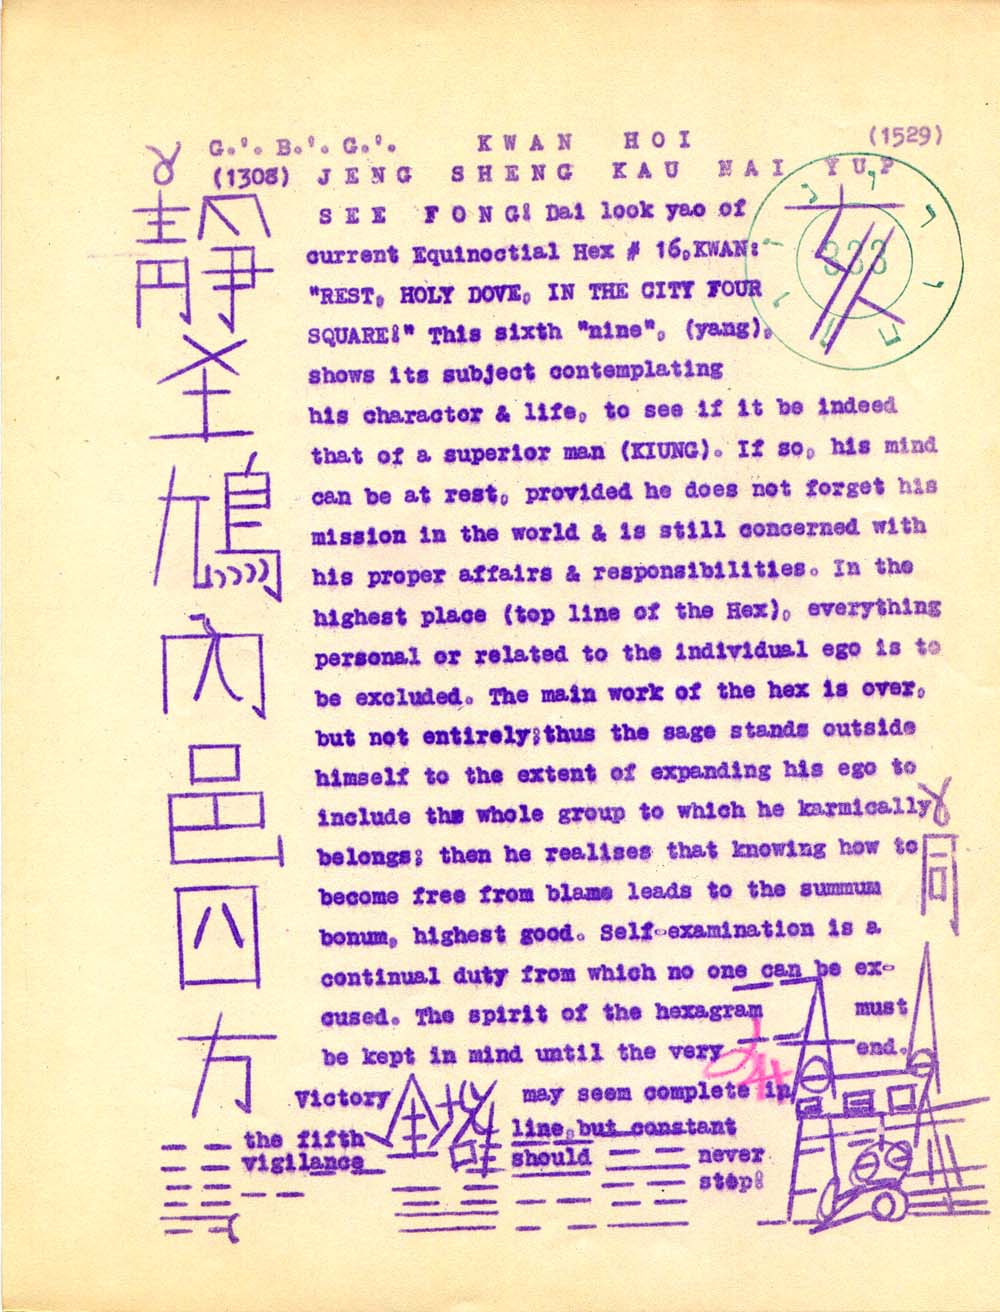 G.'. B.'. G.'. KWAN HOI (1529)
(1308) JENG SHENG KAU NAI YUP
SEE FONG! Dai look yao of
current Equinoctial Hex # 16, KWAN:
"REST, HOLY DOVE, IN THE CITY FOUR
SQUARE!" This sixth "nine", (yang),
333
shows its subject contemplating
his character & life, to see if it be indeed
that of a superior man (KIUNG). If so, his mind
can be at rest, provided he does not forget his
mission in the world & is still concerned with
his proper affairs & responsibilities. In the
highest place (top line of the Hex), everything
personal or related to the individual ego is to
be excluded. The main work of the hex is over,
but not entirely;thus the sage stands outside
himself to the extent of expanding his ego to
include the whole group to which he karmically
belongs; then he realises that knowing how to
become free from blame leads to the summum
bonum, highest good. Self-examination is a
continual duty from which no one can be ex-
cused. The spirit of the hexagram must
be kept in mind until the very end.
Victory may seem complete in
the fifth line,but constant
vigilance should never
stop!
四
方